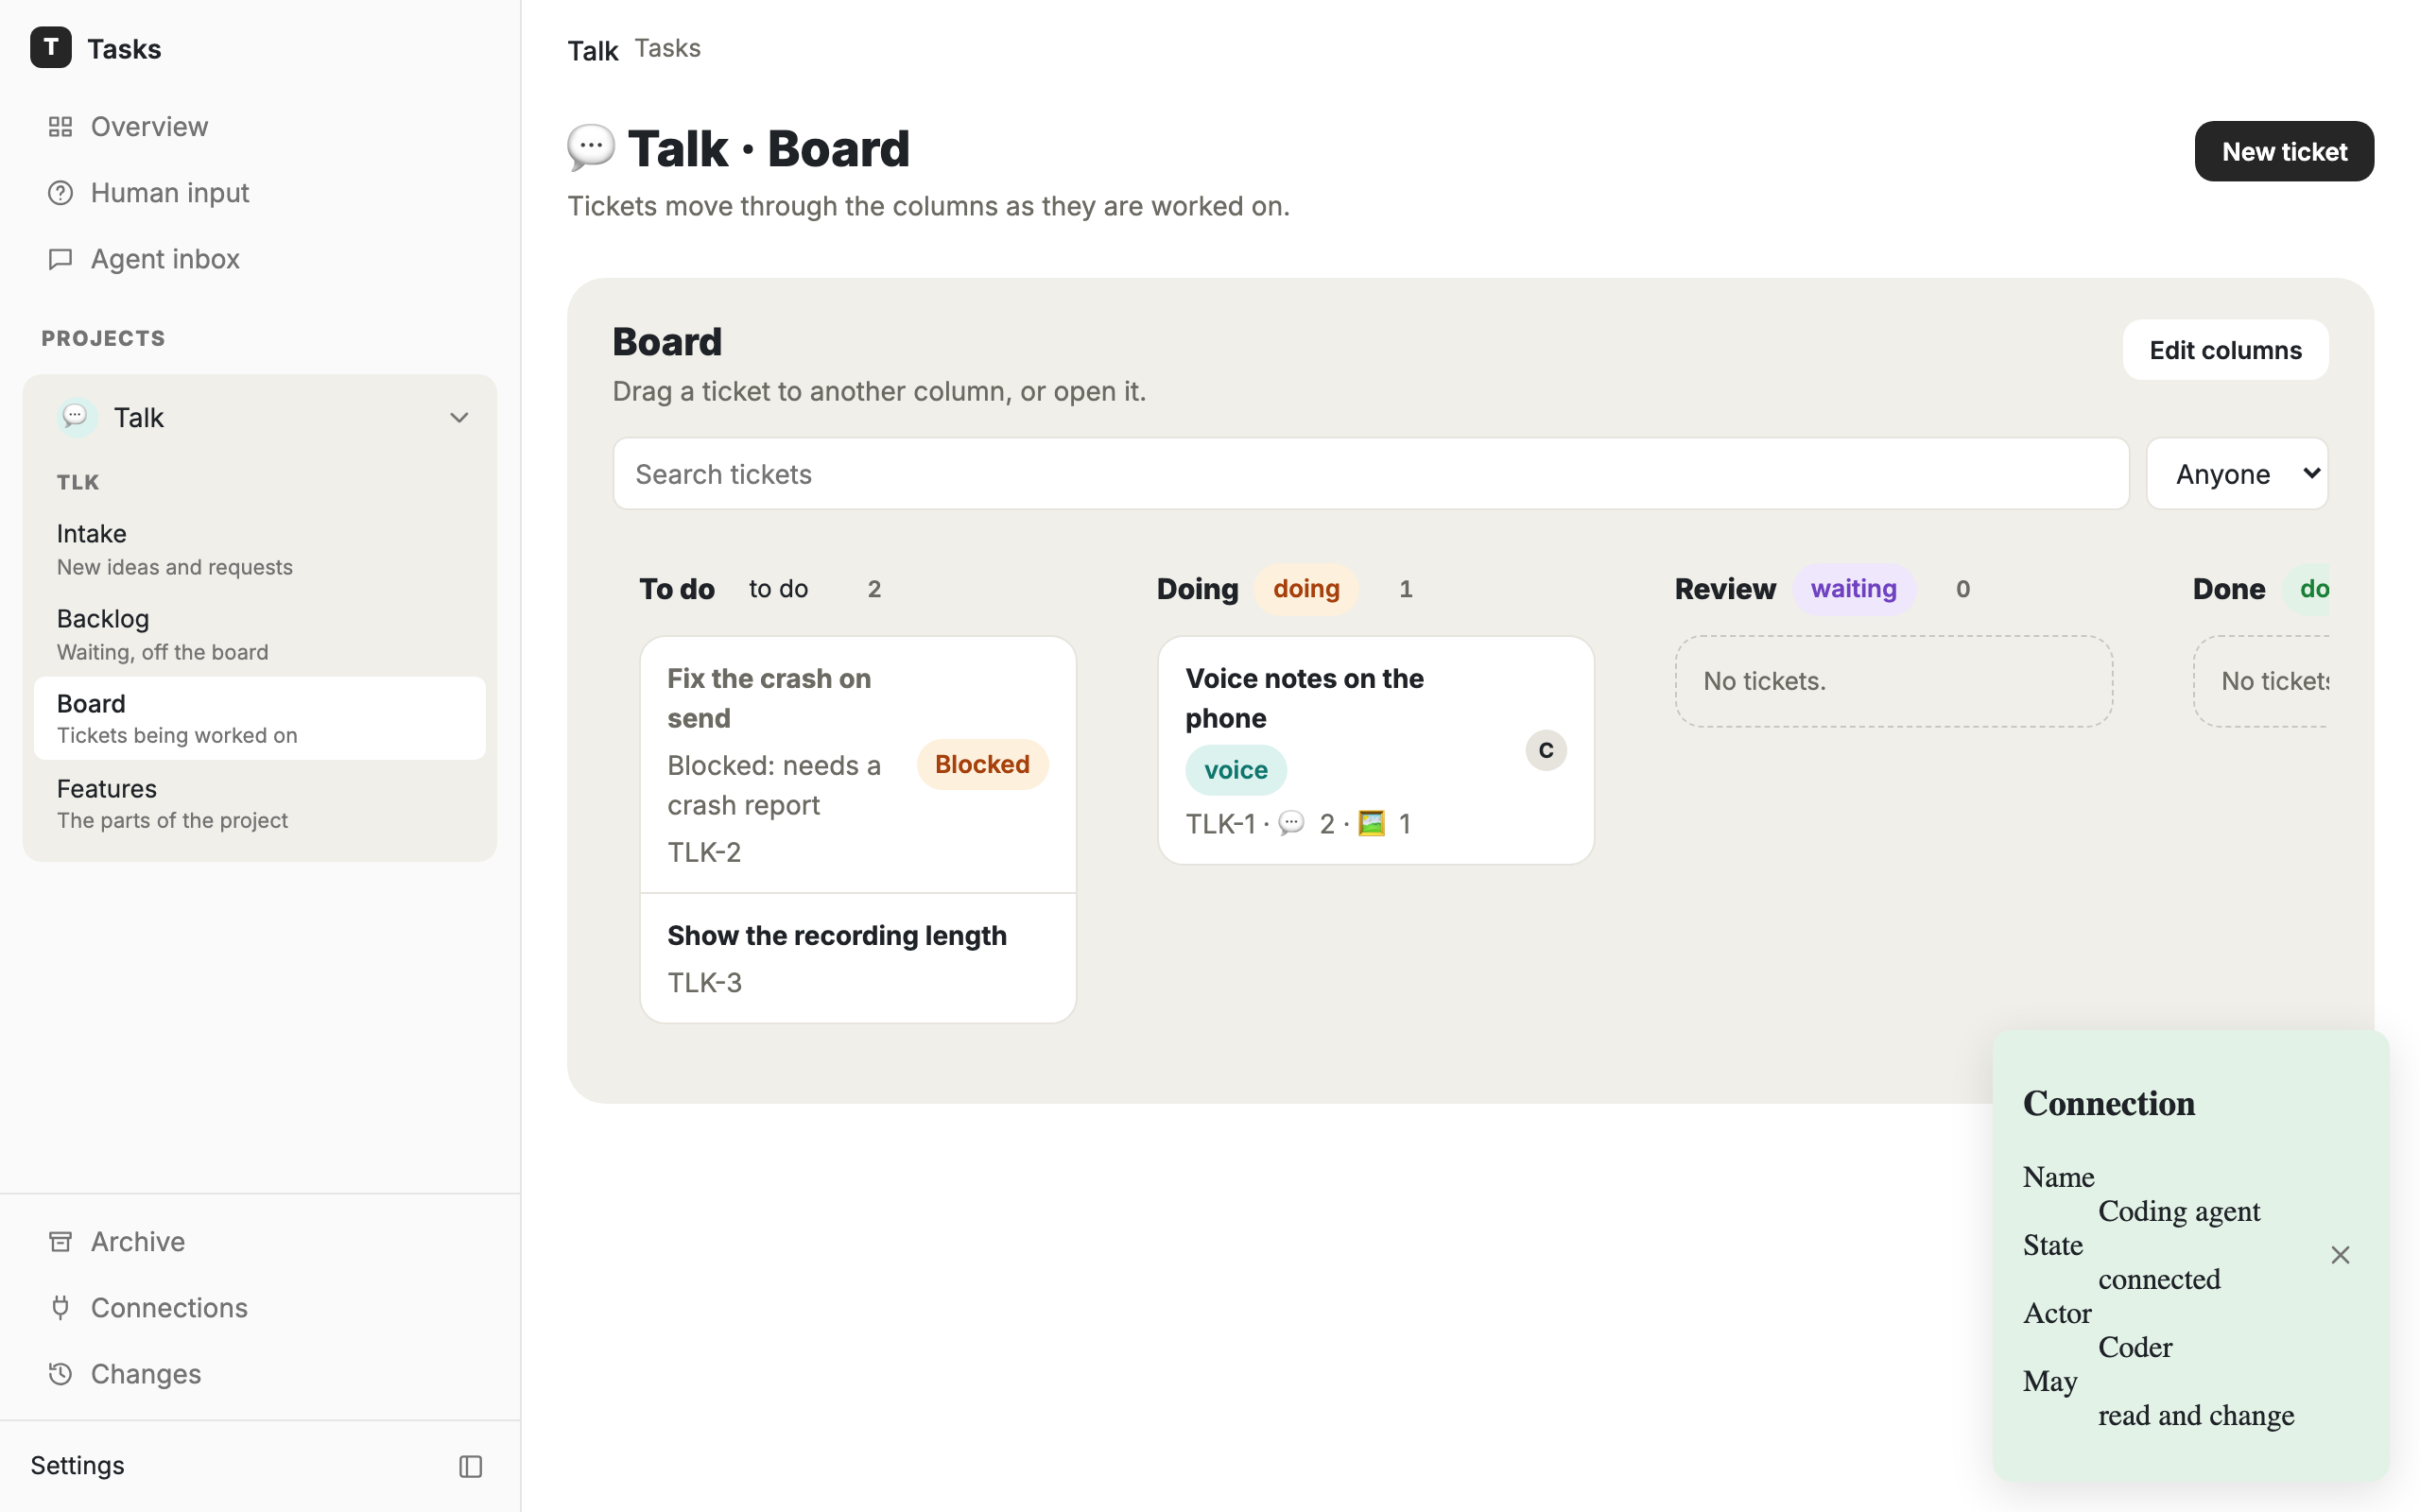 T Tasks
Overview
Human input
Agent inbox
PROJECTS
Talk
TLK
Intake
New ideas and requests
Backlog
Waiting, off the board
Board
Tickets being worked on
Features
The parts of the project
Archive
Connections
Changes
Settings
Talk Tasks
Talk · Board
New ticket
Tickets move through the columns as they are worked on.
Board
Edit columns
Drag a ticket to another column, or open it.
Search tickets
Anyone
To do to do 2
Fix the crash on
send
Blocked: needs a
crash report
Blocked
TLK-2
Show the recording length
TLK-3
Doing doing 1
Voice notes on the
phone
voice
C
TLK-1 · 💬 2 · 🖼️ 1
Review waiting 0
No tickets.
Done do
No tickets
Connection
Name
Coding agent
State
connected
Actor
Coder
May
read and change